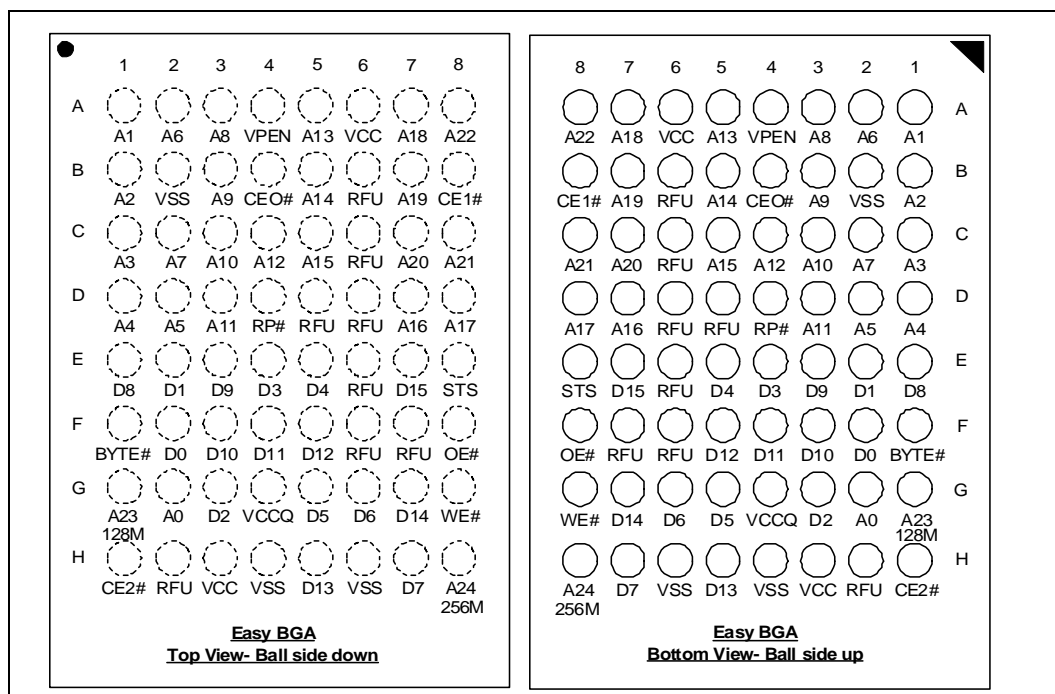 1 2 3 4 5 6 7 8
A
A1 A6 A8 VPEN A13 VCC A18 A22
B
A2 VSS A9 CEO# A14 RFU A19 CE1#
C
A3 A7 A10 A12 A15 RFU A20 A21
D
A4 A5 A11 RP# RFU RFU A16 A17
E
D8 D1 D9 D3 D4 RFU D15 STS
F
BYTE# D0 D10 D11 D12 RFU RFU OE#
G
A23 A0 D2 VCCQ D5 D6 D14 WE#
128M
H
CE2# RFU VCC VSS D13 VSS D7 A24
256M
Easy BGA
Top View- Ball side down
8 7 6 5 4 3 2 1
A
A22 A18 VCC A13 VPEN A8 A6 A1
B
CE1# A19 RFU A14 CEO# A9 VSS A2
C
A21 A20 RFU A15 A12 A10 A7 A3
D
A17 A16 RFU RFU RP# A11 A5 A4
E
STS D15 RFU D4 D3 D9 D1 D8
F
OE# RFU RFU D12 D11 D10 D0 BYTE#
G
WE# D14 D6 D5 VCCQ D2 A0 A23
128M
H
A24 D7 VSS D13 VSS VCC RFU CE2#
256M
Easy BGA
Bottom View- Ball side up